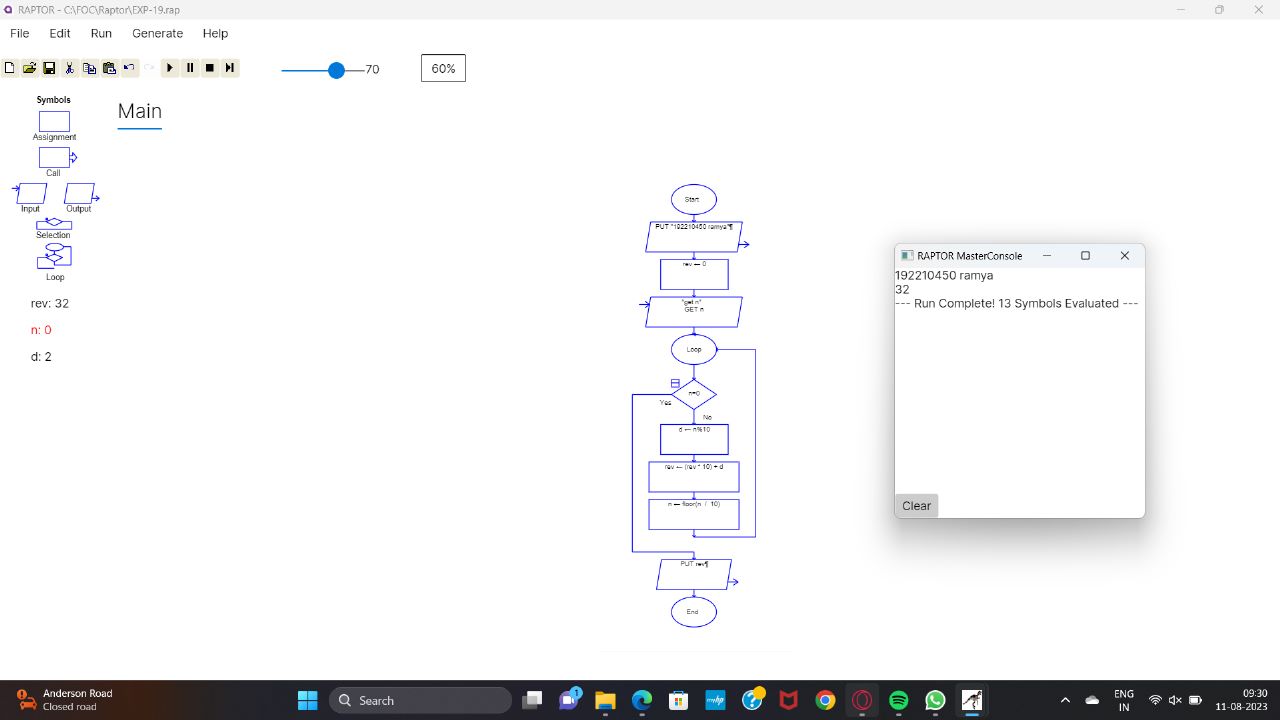 RAPTOR - C:\FOC\Raptor\EXP-19.rap
File Edit Run Generate Help
70
60%
Symbols
Assignment
Call
Input Output
Selection
Loop
rev: 32
n: 0
d: 2
Main
Start
PUT "192210450 ramya"¶
rev ← 0
"get n"
GET n
Loop
n=0
Yes
No
d ← n%10
rev ← (rev * 10) + d
n ← floor(n / 10)
PUT rev¶
End
RAPTOR MasterConsole
192210450 ramya
32
--- Run Complete! 13 Symbols Evaluated ---
Clear
Anderson Road
Closed road
Search
1
myhp
ENG
IN
09:30
11-08-2023